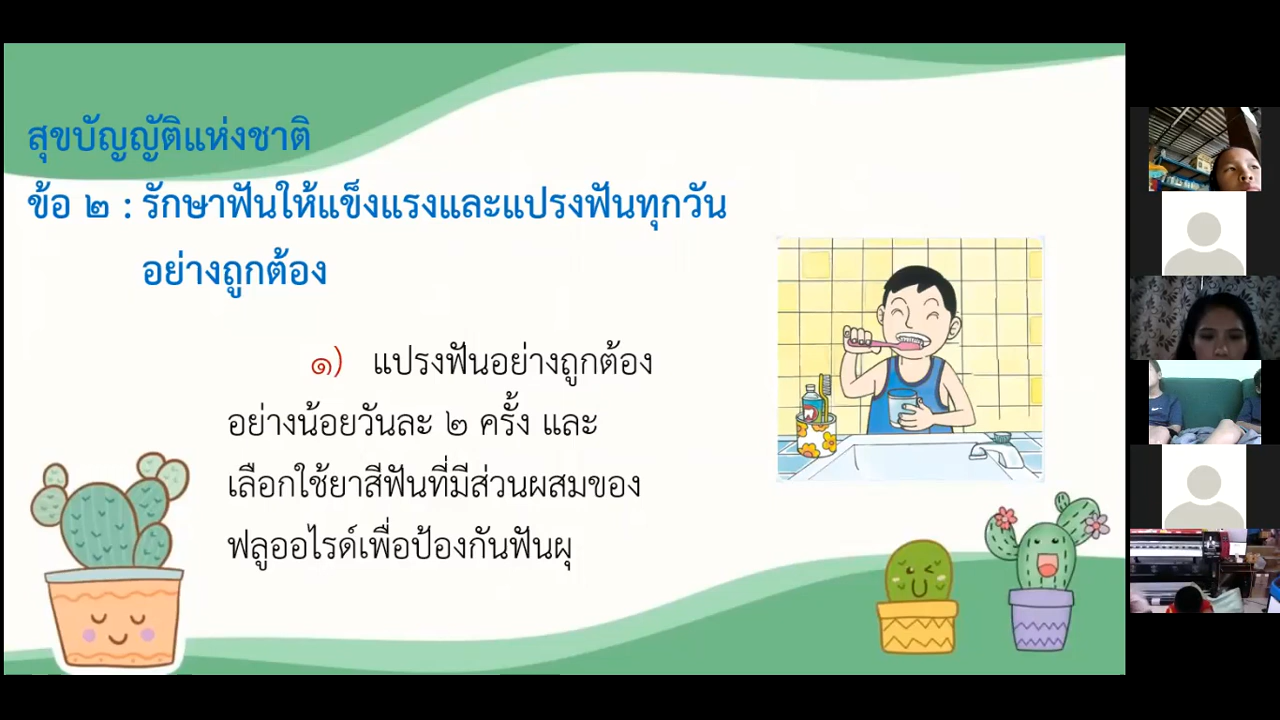 สุขบัญญัติแห่งชาติ
ข้อ ๒ : รักษาฟันให้แข็งแรงและแปรงฟันทุกวัน
อย่างถูกต้อง
๑) แปรงฟันอย่างถูกต้อง
อย่างน้อยวันละ ๒ ครั้ง และ
เลือกใช้ยาสีฟันที่มีส่วนผสมของ
ฟลูออไรด์เพื่อป้องกันฟันผุ